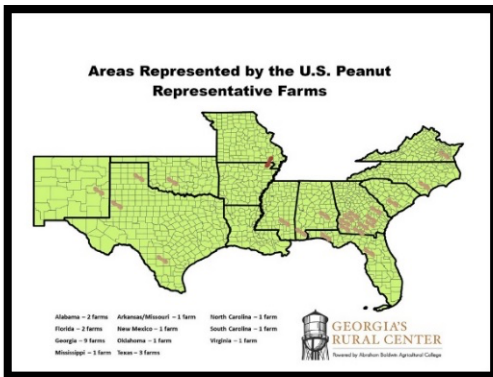 Areas Represented by the U.S. Peanut
Representative Farms
Alabama – 2 farms
Florida – 2 farms
Georgia – 9 farms
Mississippi – 1 farm
Arkansas/Missouri – 1 farm
New Mexico – 1 farm
Oklahoma – 1 farm
Texas – 3 farms
North Carolina – 1 farm
South Carolina – 1 farm
Virginia – 1 farm
GEORGIA'S
RURAL CENTER
Powered by Abraham Baldwin Agricultural College